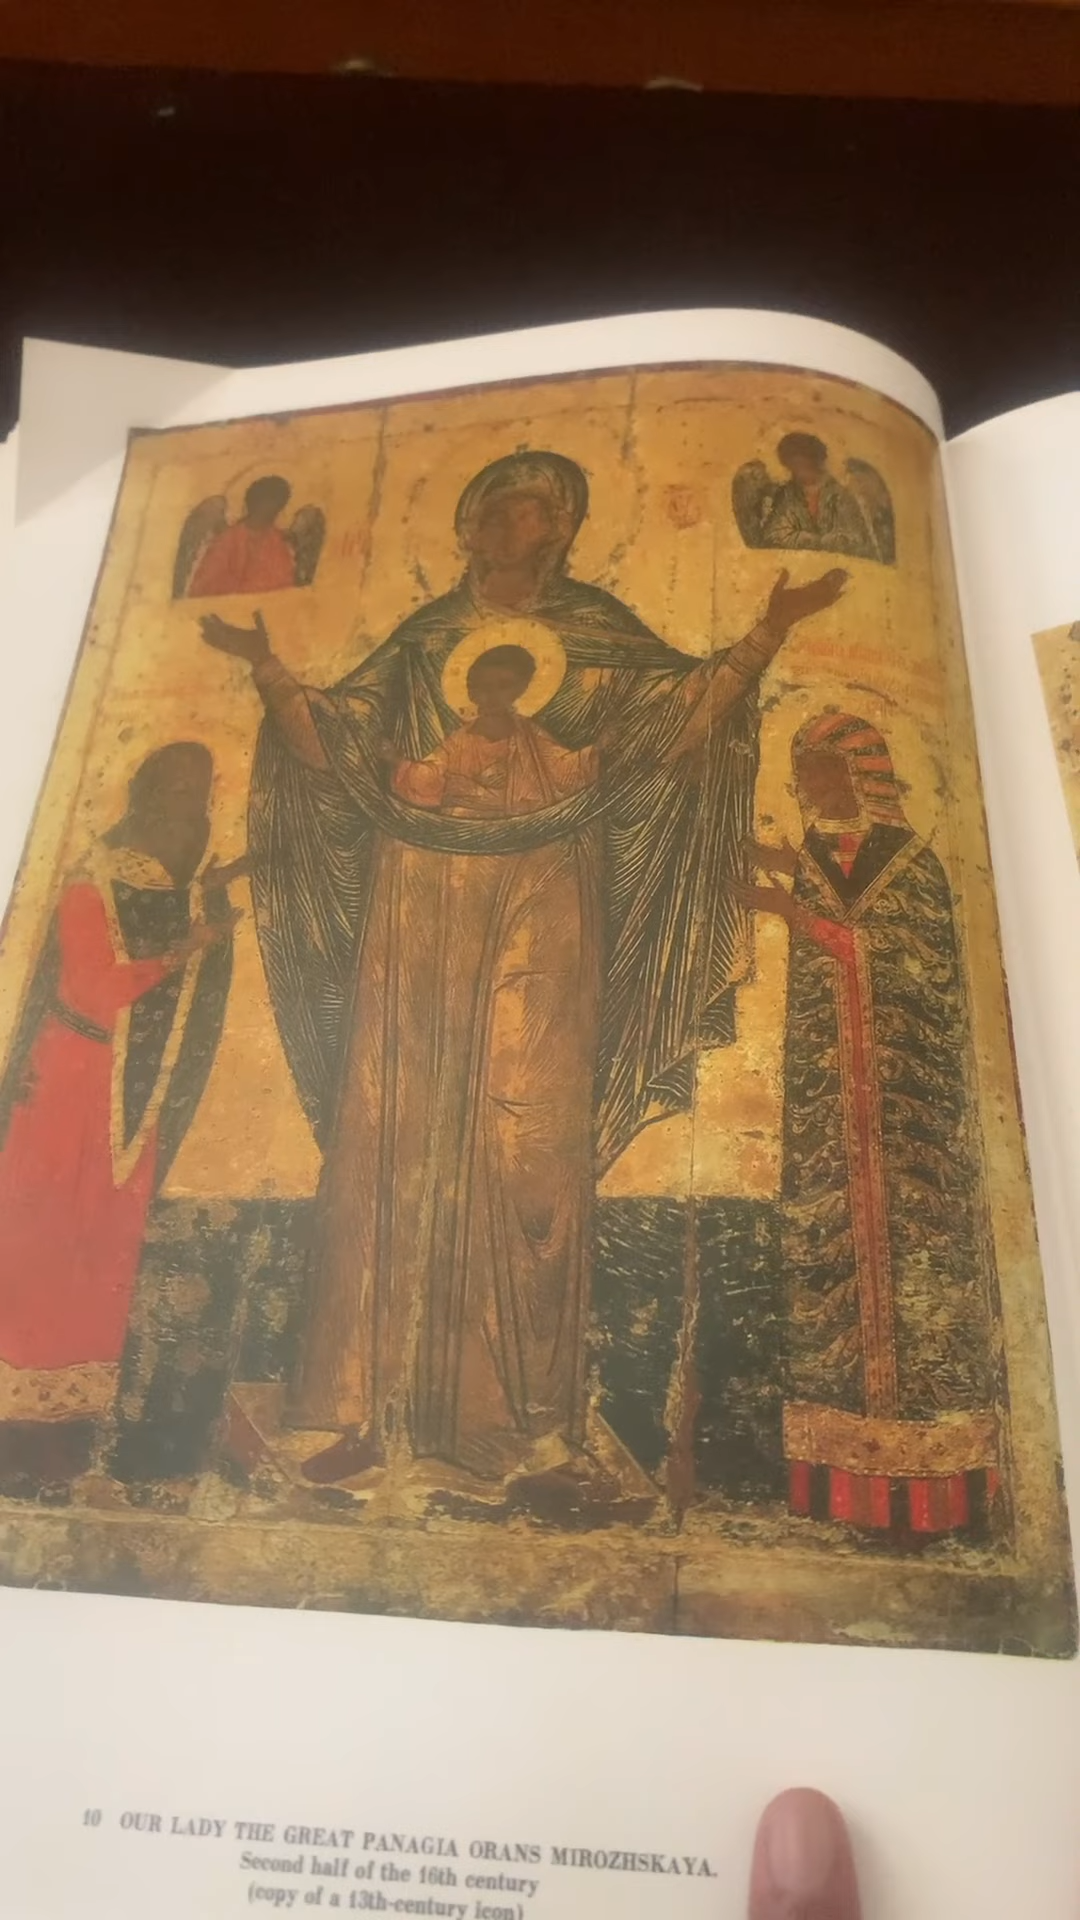 10 OUR LADY THE GREAT PANAGIA ORANS MIROZHSKAYA.
Second half of the 16th century
(copy of a 13th-century icon)